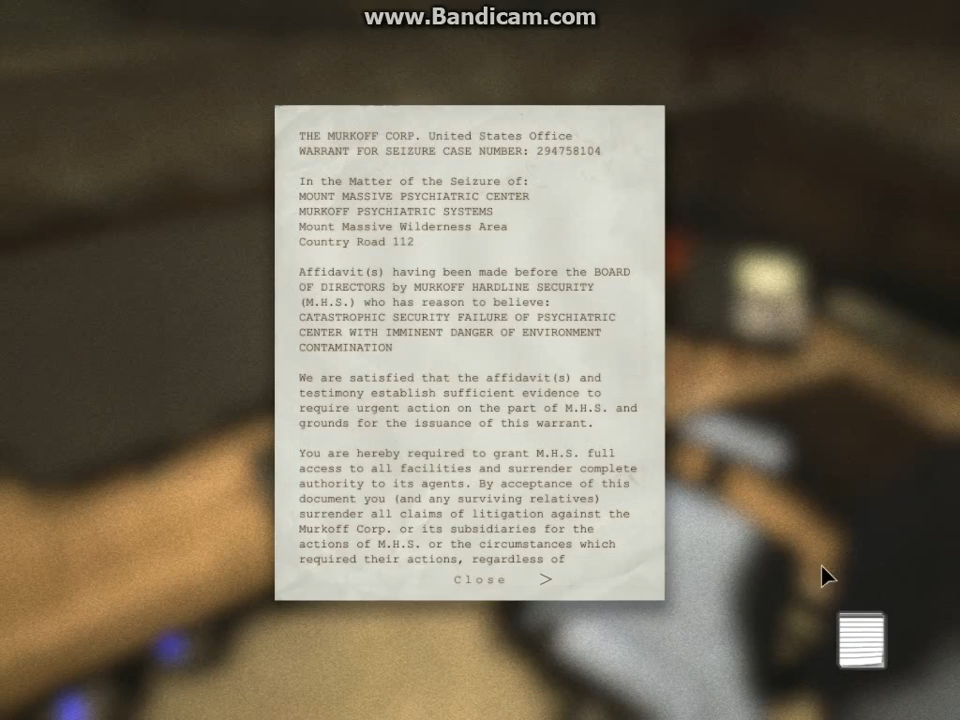 www.Bandicam.com
THE MURKOFF CORP. United States Office
WARRANT FOR SEIZURE CASE NUMBER: 294758104
In the Matter of the Seizure of:
MOUNT MASSIVE PSYCHIATRIC CENTER
MURKOFF PSYCHIATRIC SYSTEMS
Mount Massive Wilderness Area
Country Road 112
Affidavit(s) having been made before the BOARD
OF DIRECTORS by MURKOFF HARDLINE SECURITY
(M.H.S.) who has reason to believe:
CATASTROPHIC SECURITY FAILURE OF PSYCHIATRIC
CENTER WITH IMMINENT DANGER OF ENVIRONMENT
CONTAMINATION
We are satisfied that the affidavit(s) and
testimony establish sufficient evidence to
require urgent action on the part of M.H.S. and
grounds for the issuance of this warrant.
You are hereby required to grant M.H.S. full
access to all facilities and surrender complete
authority to its agents. By acceptance of this
document you (and any surviving relatives)
surrender all claims of litigation against the
Murkoff Corp. or its subsidiaries for the
actions of M.H.S. or the circumstances which
required their actions, regardless of
Close >